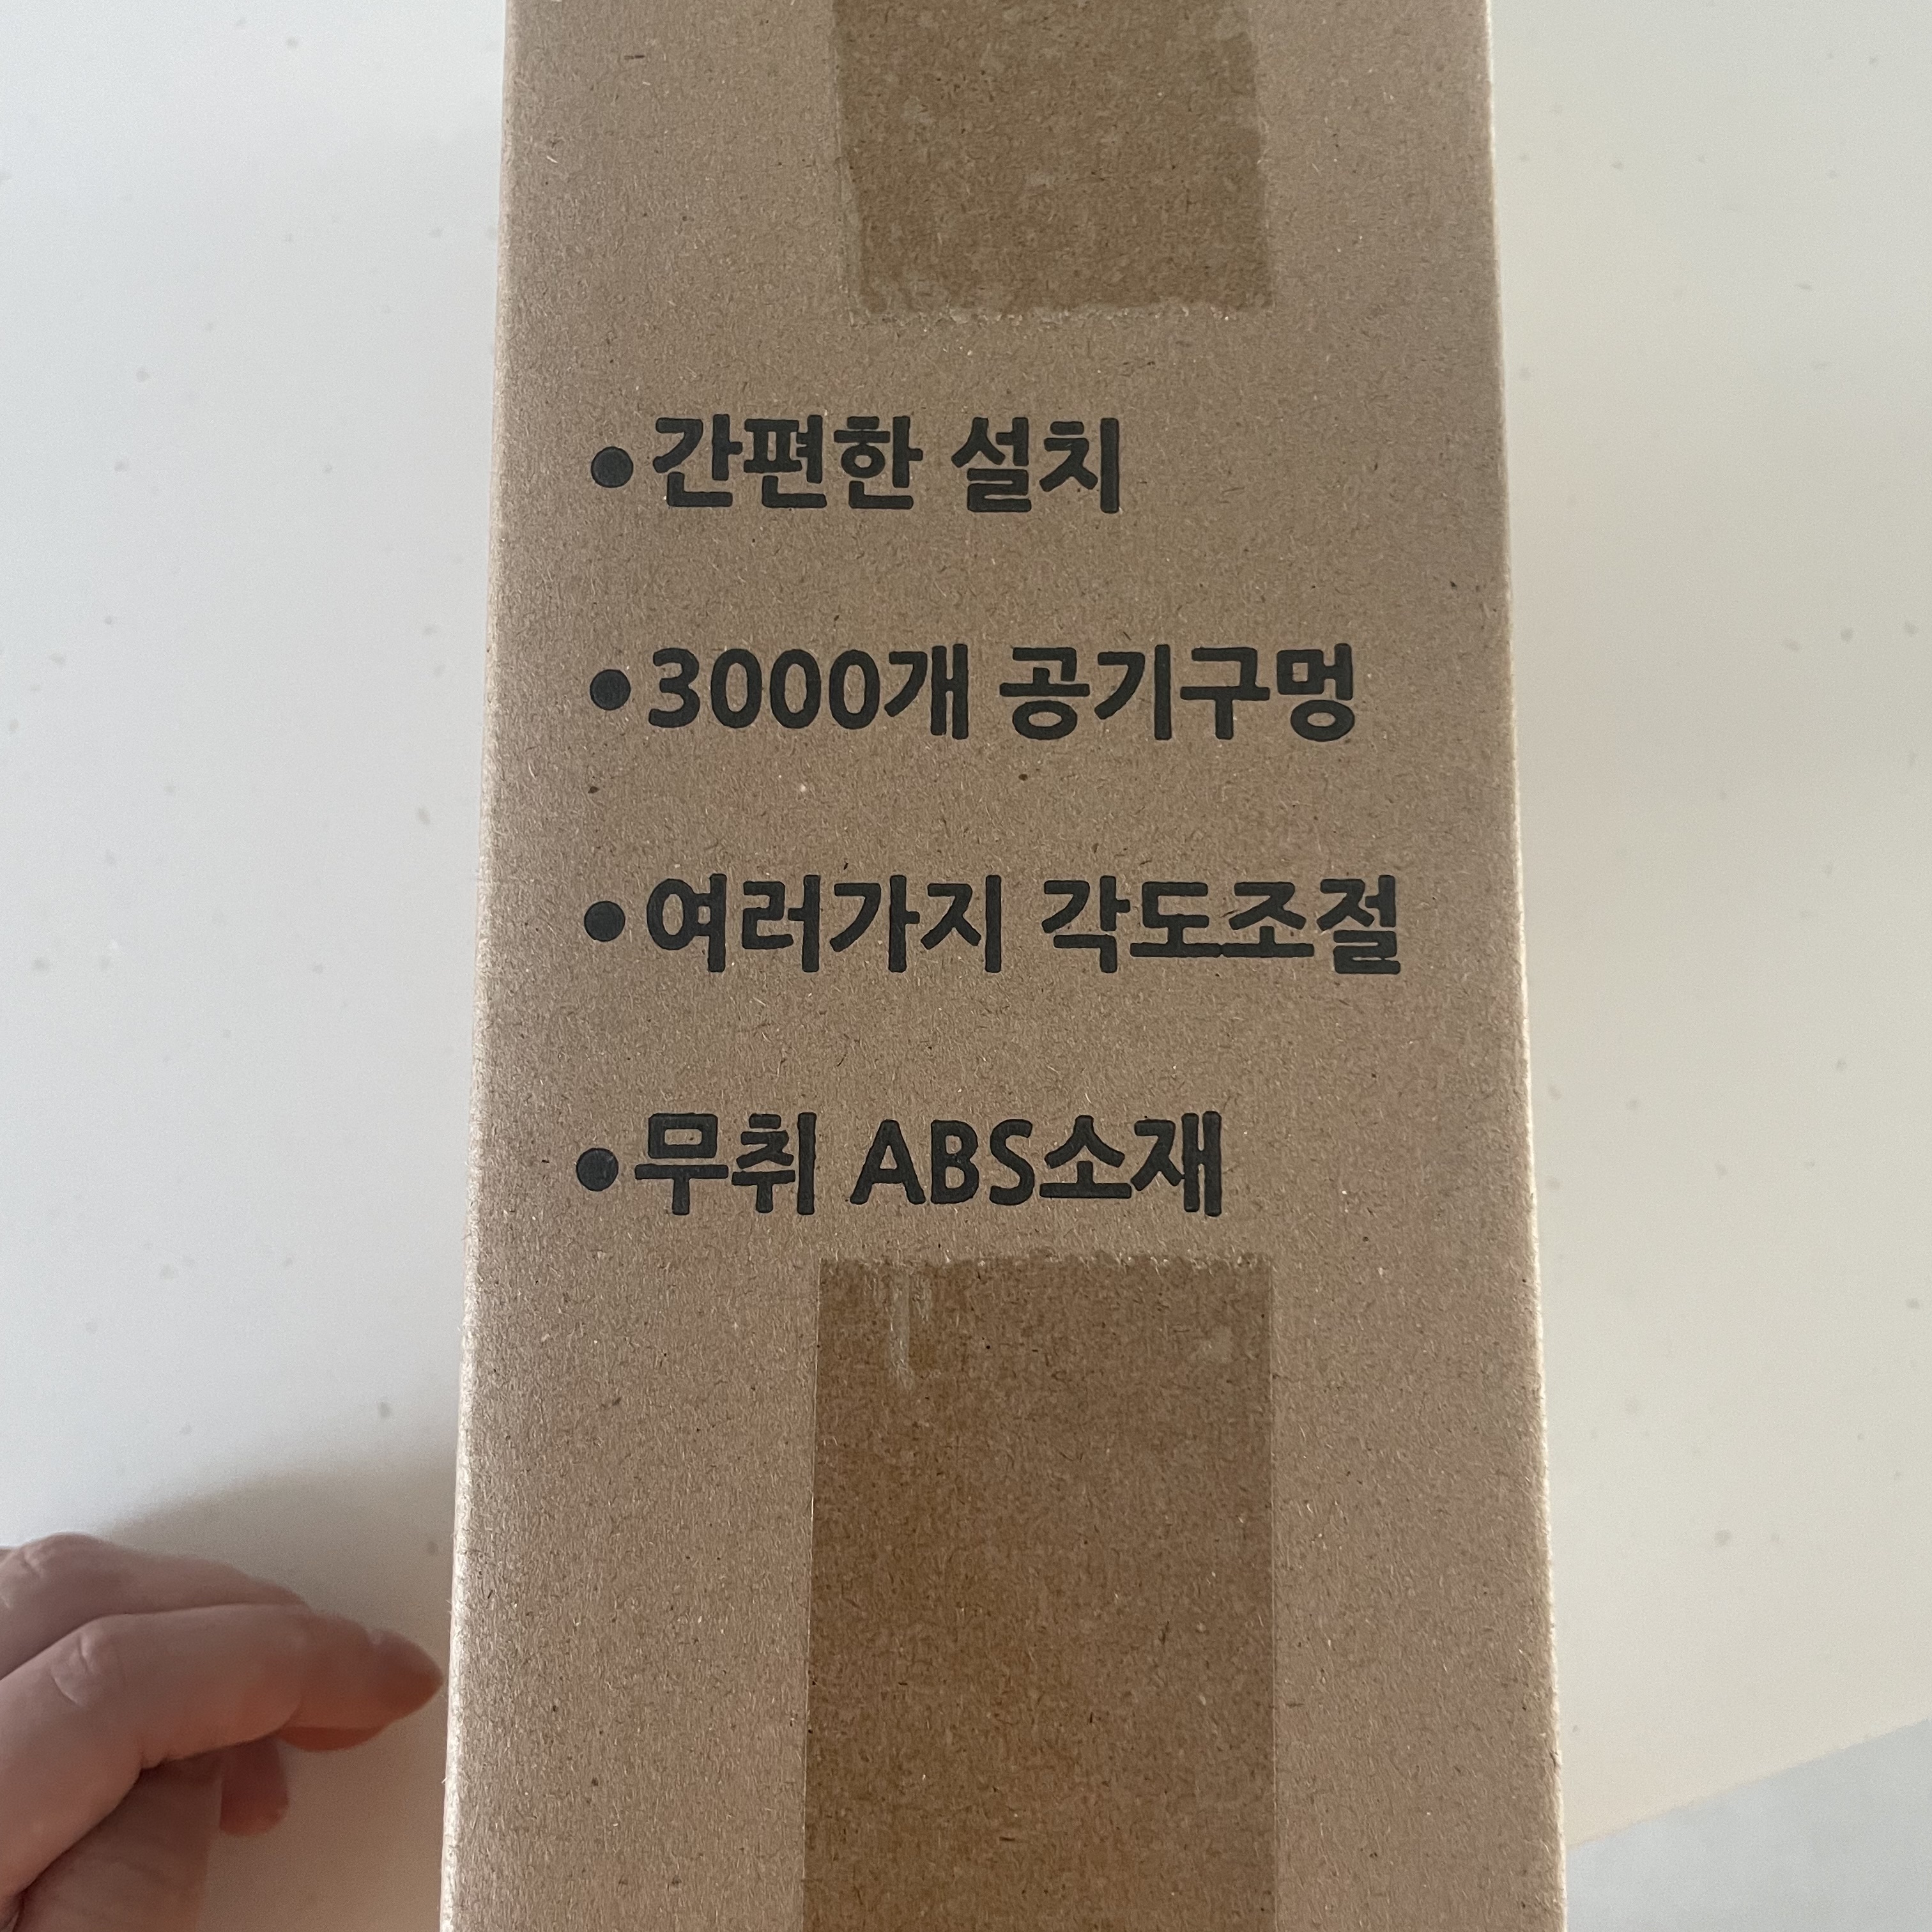 •간편한 설치
•3000개 공기구멍
•여러가지 각도조절
•무취 ABS소재